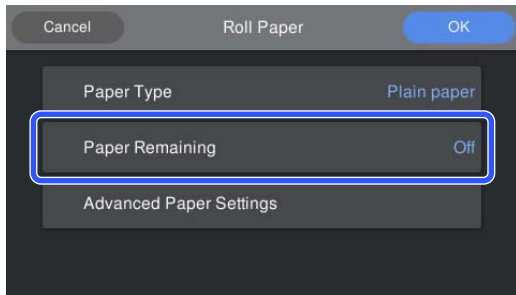 Cancel Roll Paper OK
Paper Type Plain paper
Paper Remaining Off
Advanced Paper Settings